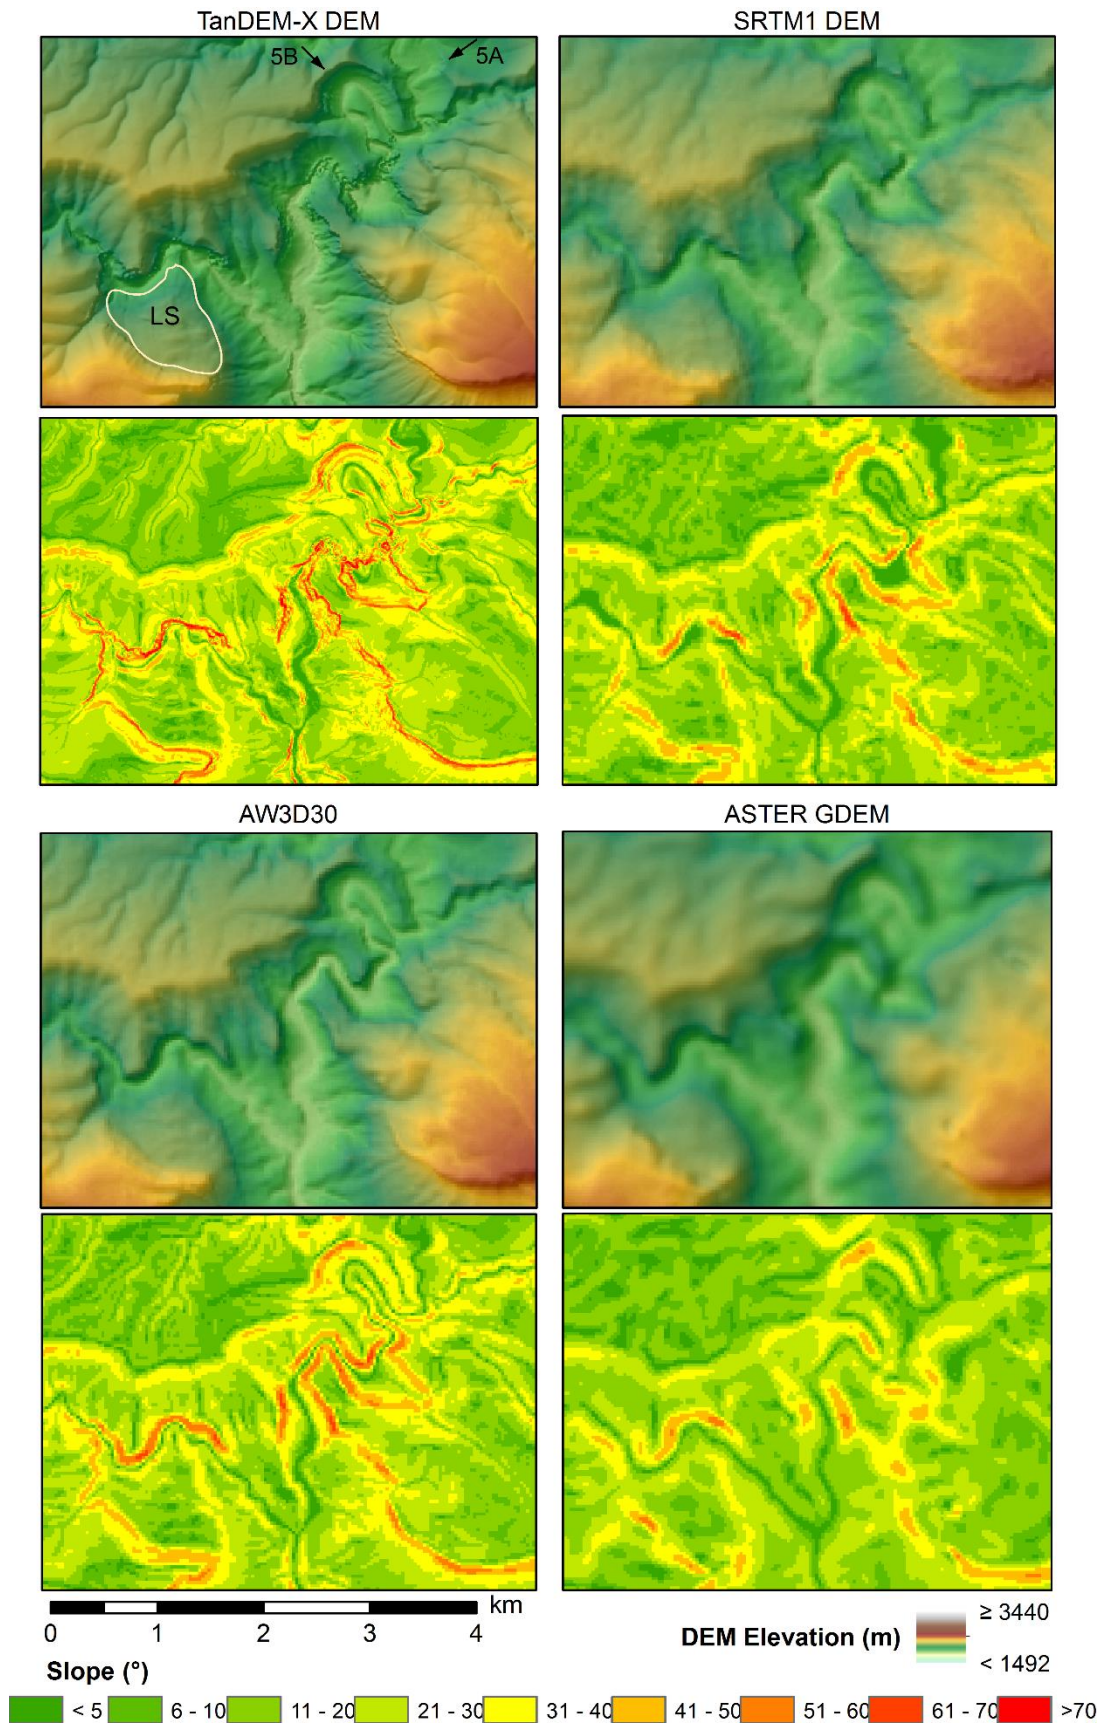 TanDEM-X DEM SRTM1 DEM
5B 5A
LS
AW3D30 ASTER GDEM
km
0 1 2 3 4
DEM Elevation (m)
≥ 3440
< 1492
Slope (°)
< 5 6 - 10 11 - 20 21 - 30 31 - 40 41 - 50 51 - 60 61 - 70 >70